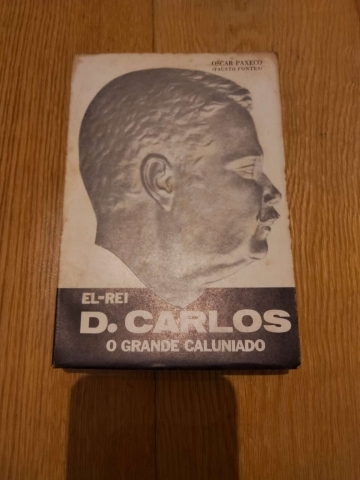 OSCAR PAXECO
(FAUSTO FONTES)
EL-REI
D. CARLOS
O GRANDE CALUNIADO